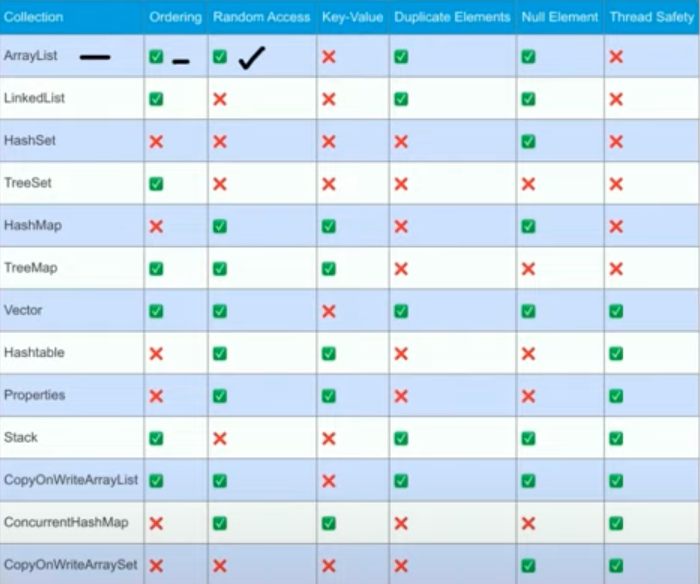 Collection Ordering Random Access Key-Value Duplicate Elements Null Element Thread Safety
ArrayList
LinkedList
HashSet
TreeSet
HashMap
TreeMap
Vector
Hashtable
Properties
Stack
CopyOnWriteArrayList
ConcurrentHashMap
CopyOnWriteArraySet